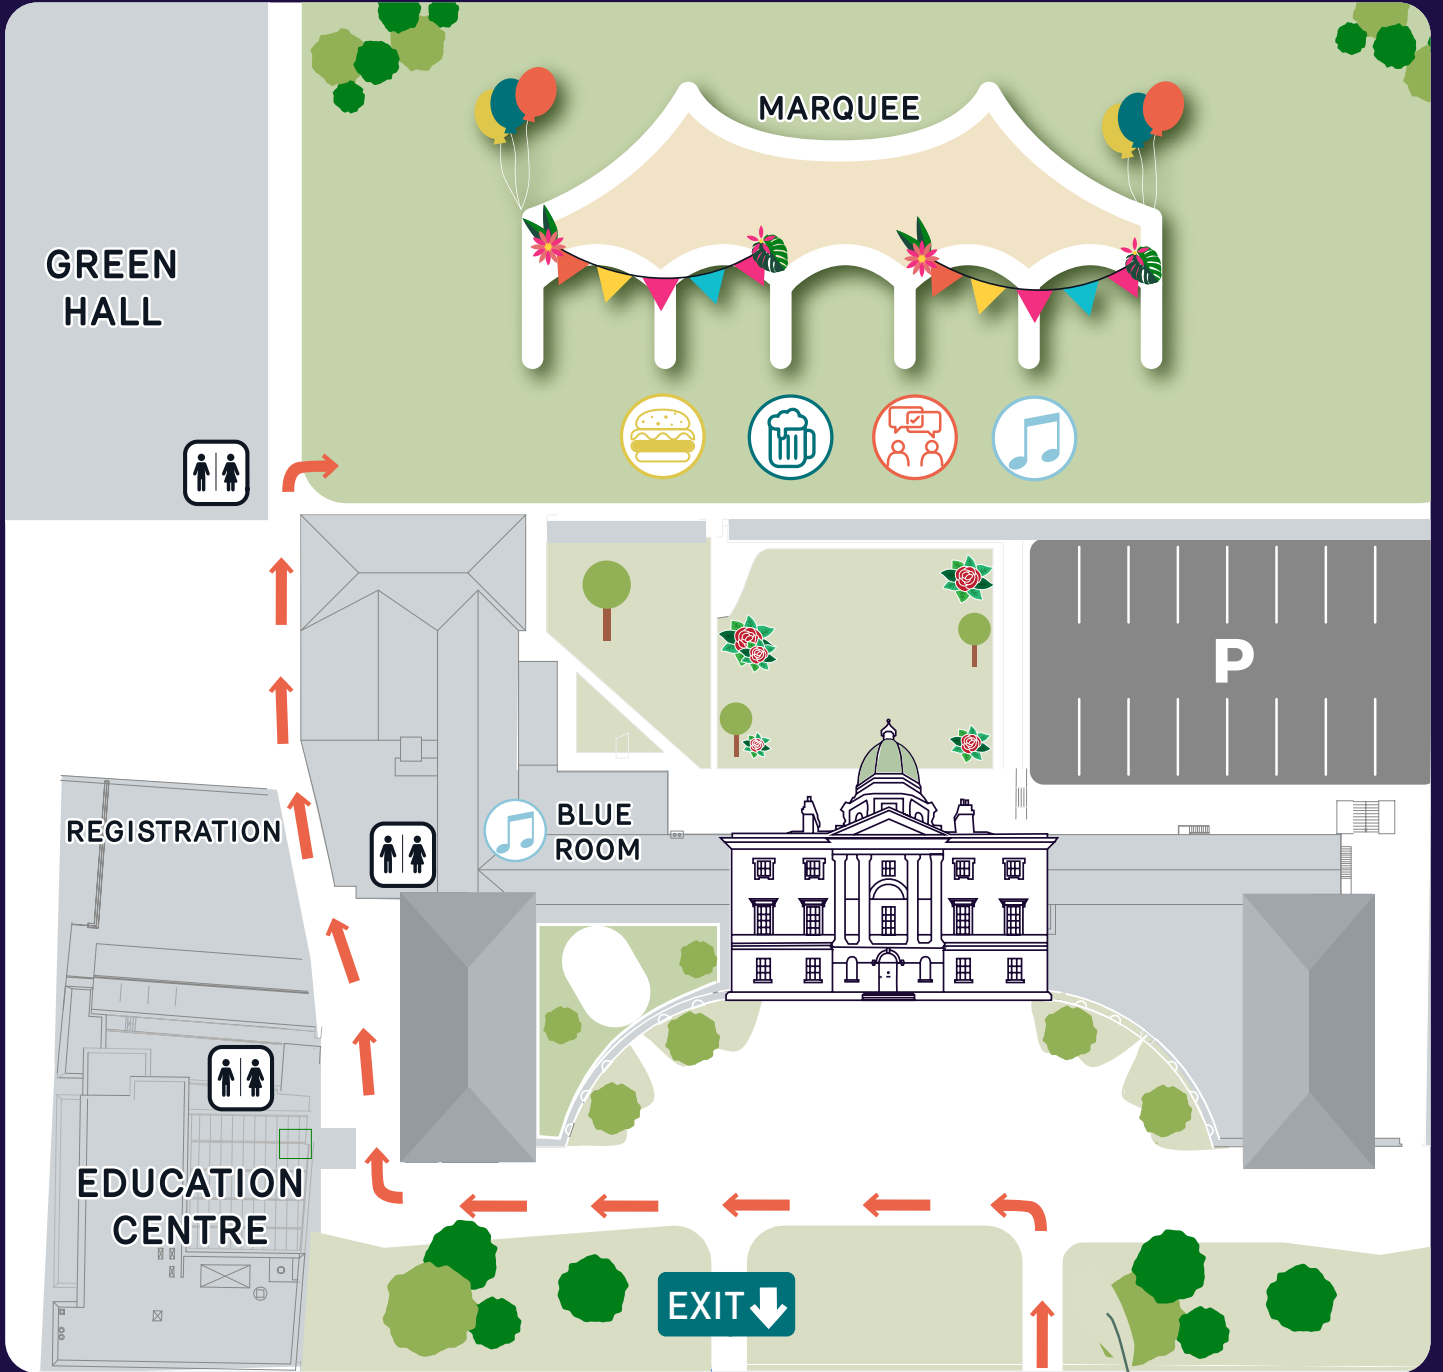 MARQUEE
GREEN
HALL
P
BLUE
ROOM
REGISTRATION
EDUCATION
CENTRE
EXIT